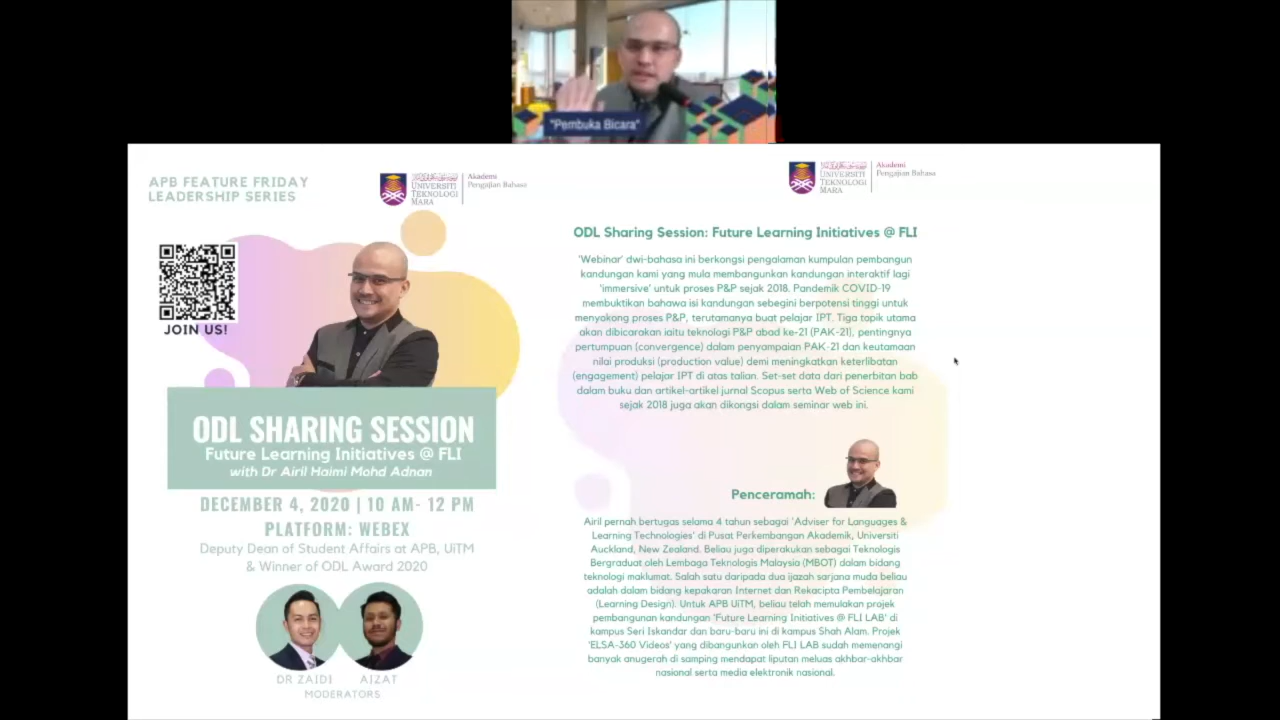 "Pembuka Bicara"
APB FEATURE FRIDAY
LEADERSHIP SERIES
UNIVERSITI
TEKNOLOGI
MARA
Akademi
Pengajian Bahasa
JOIN US!
ODL SHARING SESSION
Future Learning Initiatives @ FLI
with Dr Airil Haimi Mohd Adnan
DECEMBER 4, 2020 | 10 AM- 12 PM
PLATFORM: WEBEX
Deputy Dean of Student Affairs at APB, UiTM
& Winner of ODL Award 2020
DR ZAIDI AIZAT
MODERATORS
UNIVERSITI
TEKNOLOGI
MARA
Akademi
Pengajian Bahasa
ODL Sharing Session: Future Learning Initiatives @ FLI
'Webinar' dwi-bahasa ini berkongsi pengalaman kumpulan pembangun
kandungan kami yang mula membangunkan kandungan interaktif lagi
'immersive' untuk proses P&P sejak 2018. Pandemik COVID-19
membuktikan bahawa isi kandungan sebegini berpotensi tinggi untuk
menyokong proses P&P, terutamanya buat pelajar IPT. Tiga tapik utama
akan dibicarakan iaitu teknologi P&P abad ke-21 (PAK-21), pentingnya
pertumpuan (convergence) dalam penyampaian PAK-21 dan keutamaan
nilai produksi (production value) demi meningkatkan keterlibatan
(engagement) pelajar IPT di atas talian. Set-set data dari penerbitan bab
dalam buku dan artikel-artikel jurnal Scopus serta Web of Science kami
sejak 2018 juga akan dikongsi dalam seminar web ini.
Penceramah:
Airil pernah bertugas selama 4 tahun sebagai 'Adviser for Languages &
Learning Technologies' di Pusat Perkembangan Akademik, Universiti
Auckland, New Zealand. Beliau juga diperakukan sebagai Teknologis
Bergraduat oleh Lembaga Teknologis Malaysia (MBOT) dalam bidang
teknologi maklumat. Salah satu daripada dua ijazah sarjana muda beliau
adalah dalam bidang kepakaran Internet dan Rekacipta Pembelajaran
(Learning Design). Untuk APB UiTM, beliau telah memulakan projek
pembangunan kandungan 'Future Learning Initiatives @ FLI LAB' di
kampus Seri Iskandar dan baru-baru ini di kampus Shah Alam. Projek
'ELSA-360 Videos' yang dibangunkan oleh FLI LAB sudah memenangi
banyak anugerah di samping mendapat liputan meluas akhbar-akhbar
nasional serta media elektronik nasional.